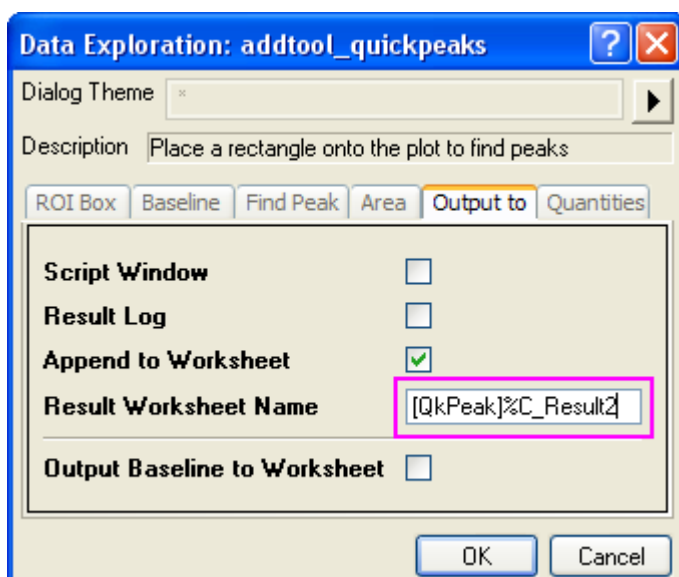 Data Exploration: addtool_quickpeaks
Dialog Theme *
Description Place a rectangle onto the plot to find peaks
ROI Box Baseline Find Peak Area Output to Quantities
Script Window
Result Log
Append to Worksheet
Result Worksheet Name [QkPeak]%C_Result2
Output Baseline to Worksheet
OK Cancel